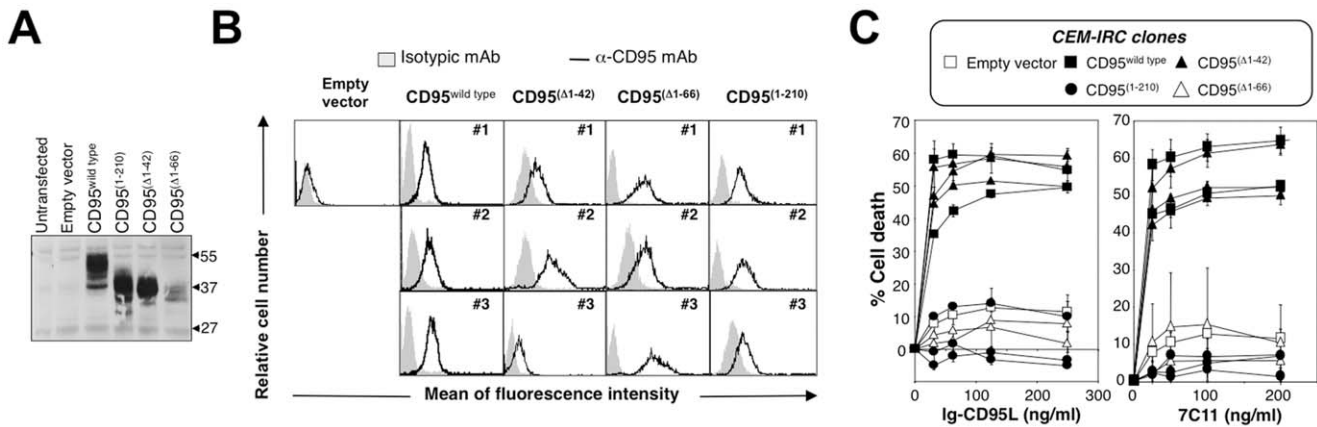 A
Untransfected
Empty vector
CD95wild type
CD95(1-210)
CD95(Δ1-42)
CD95(Δ1-66)
55
37
27
B
Isotypic mAb α-CD95 mAb
Empty vector CD95wild type CD95(Δ1-42) CD95(Δ1-66) CD95(1-210)
#1 #1 #1 #1
#2 #2 #2 #2
#3 #3 #3 #3
Relative cell number
Mean of fluorescence intensity
C
CEM-IRC clones
Empty vector CD95wild type CD95(Δ1-42)
CD95(1-210) CD95(Δ1-66)
% Cell death
70 70
60 60
50 50
40 40
30 30
20 20
10 10
0 0
-10
0 100 200 300 0 100 200
Ig-CD95L (ng/ml) 7C11 (ng/ml)